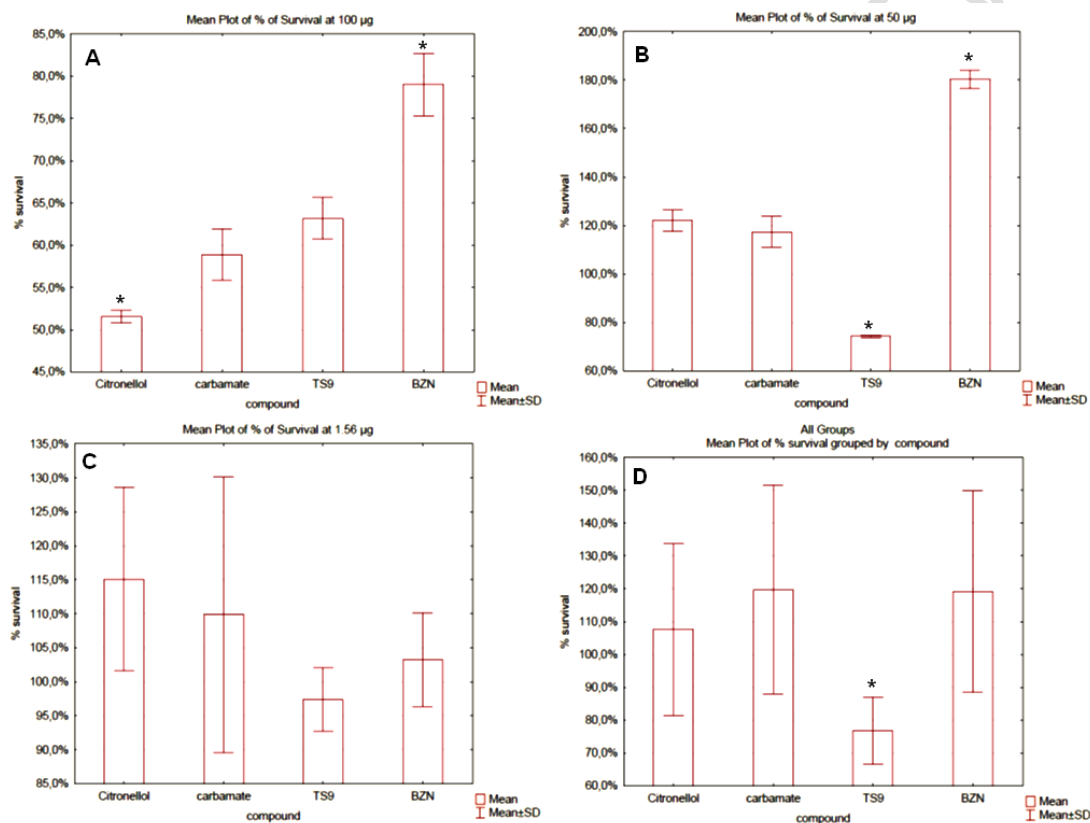 Mean Plot of % of Survival at 100 µg
A
85,0%
80,0%
75,0%
70,0%
65,0%
60,0%
55,0%
50,0%
45,0%
% survival
*
*
Citronellol carbamate TS9 BZN
compound
Mean
Mean±SD
Mean Plot of % of Survival at 50 µg
B
200,0%
180,0%
160,0%
140,0%
120,0%
100,0%
80,0%
60,0%
% survival
*
*
Citronellol carbamate TS9 BZN
compound
Mean
Mean±SD
Mean Plot of % of Survival at 1.56 µg
C
135,0%
130,0%
125,0%
120,0%
115,0%
110,0%
105,0%
100,0%
95,0%
90,0%
85,0%
% survival
Citronellol carbamate TS9 BZN
compound
Mean
Mean±SD
All Groups
Mean Plot of % survival grouped by compound
D
160,0%
150,0%
140,0%
130,0%
120,0%
110,0%
100,0%
90,0%
80,0%
70,0%
60,0%
% survival
*
Citronellol carbamate TS9 BZN
compound
Mean
Mean±SD